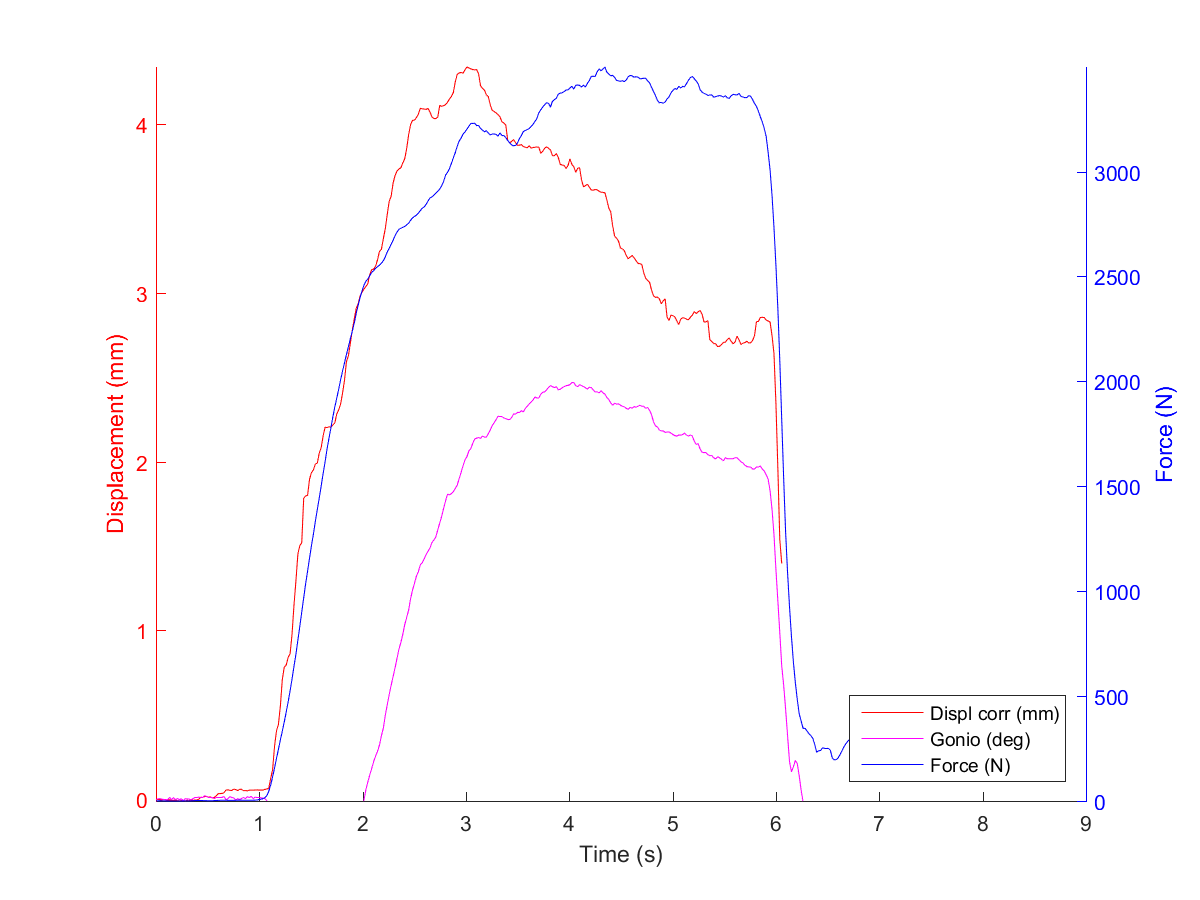 Displacement (mm)
4
3
2
1
0
3000
2500
2000
1500
1000
500
0
Force (N)
Displ corr (mm)
Gonio (deg)
Force (N)
0 1 2 3 4 5 6 7 8 9
Time (s)